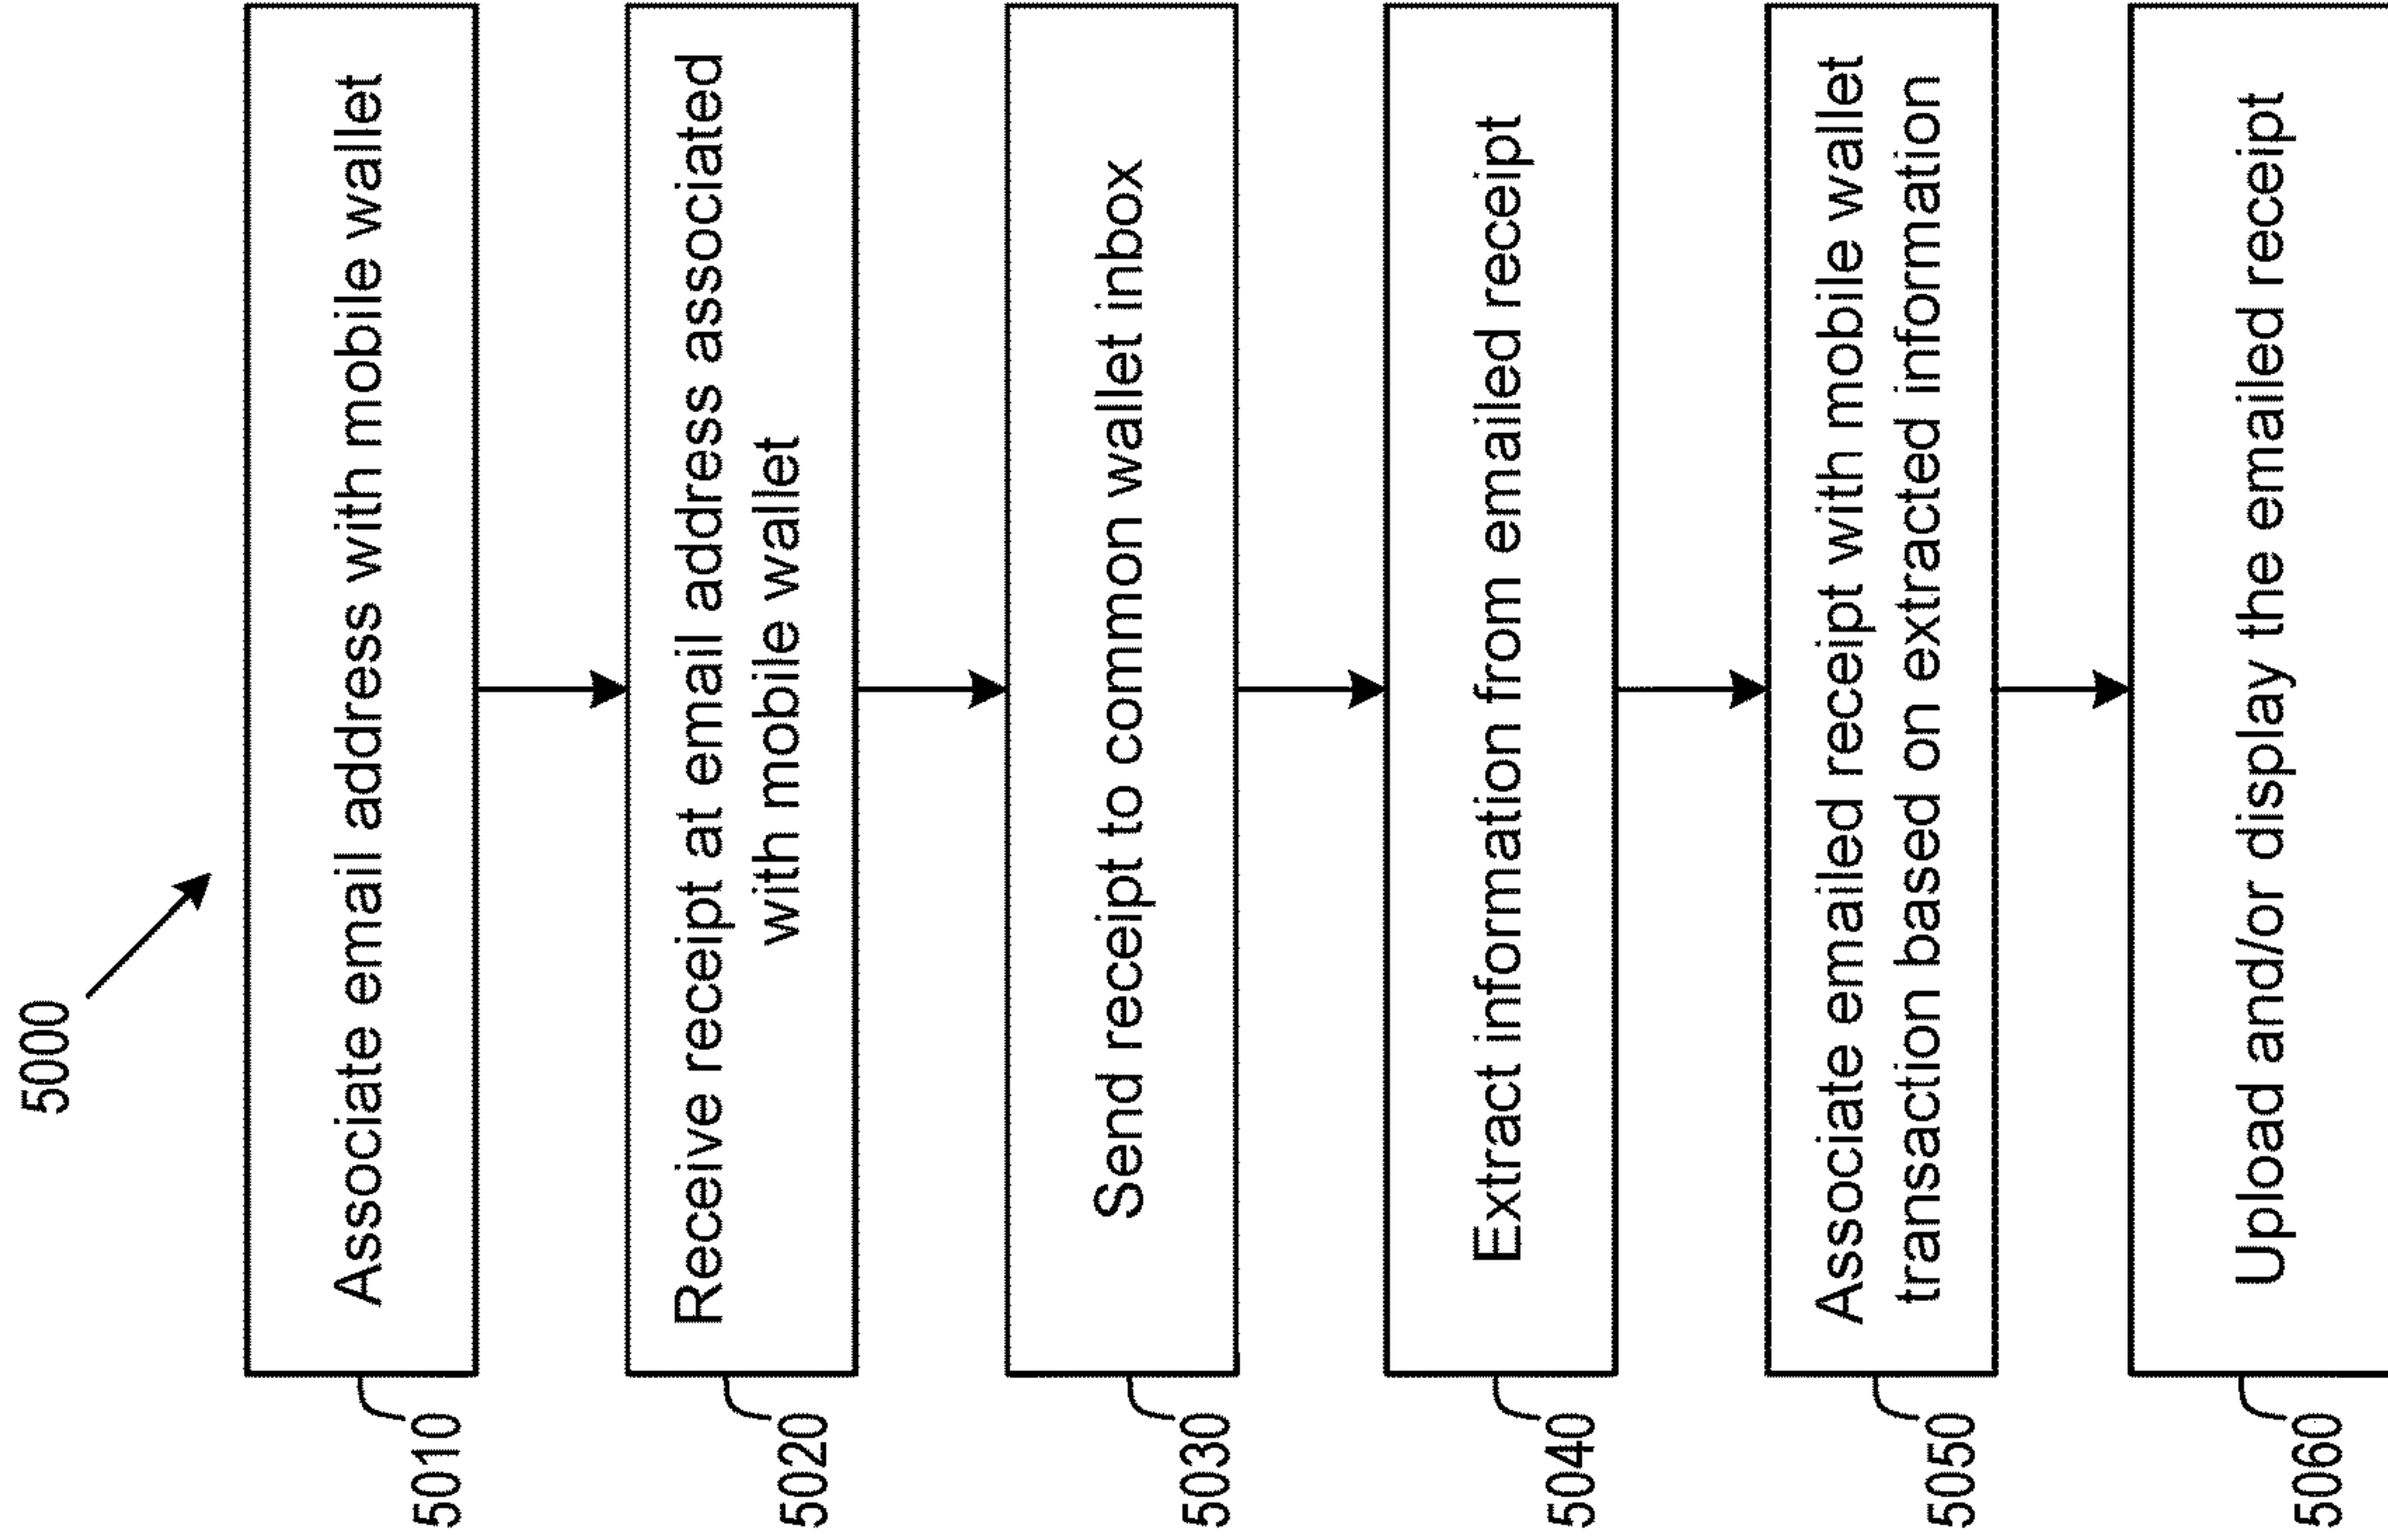 5000
5010
Associate email address with mobile wallet
5020
Receive receipt at email address associated
with mobile wallet
5030
Send receipt to common wallet inbox
5040
Extract information from emailed receipt
5050
Associate emailed receipt with mobile wallet
transaction based on extracted information
5060
Upload and/or display the emailed receipt